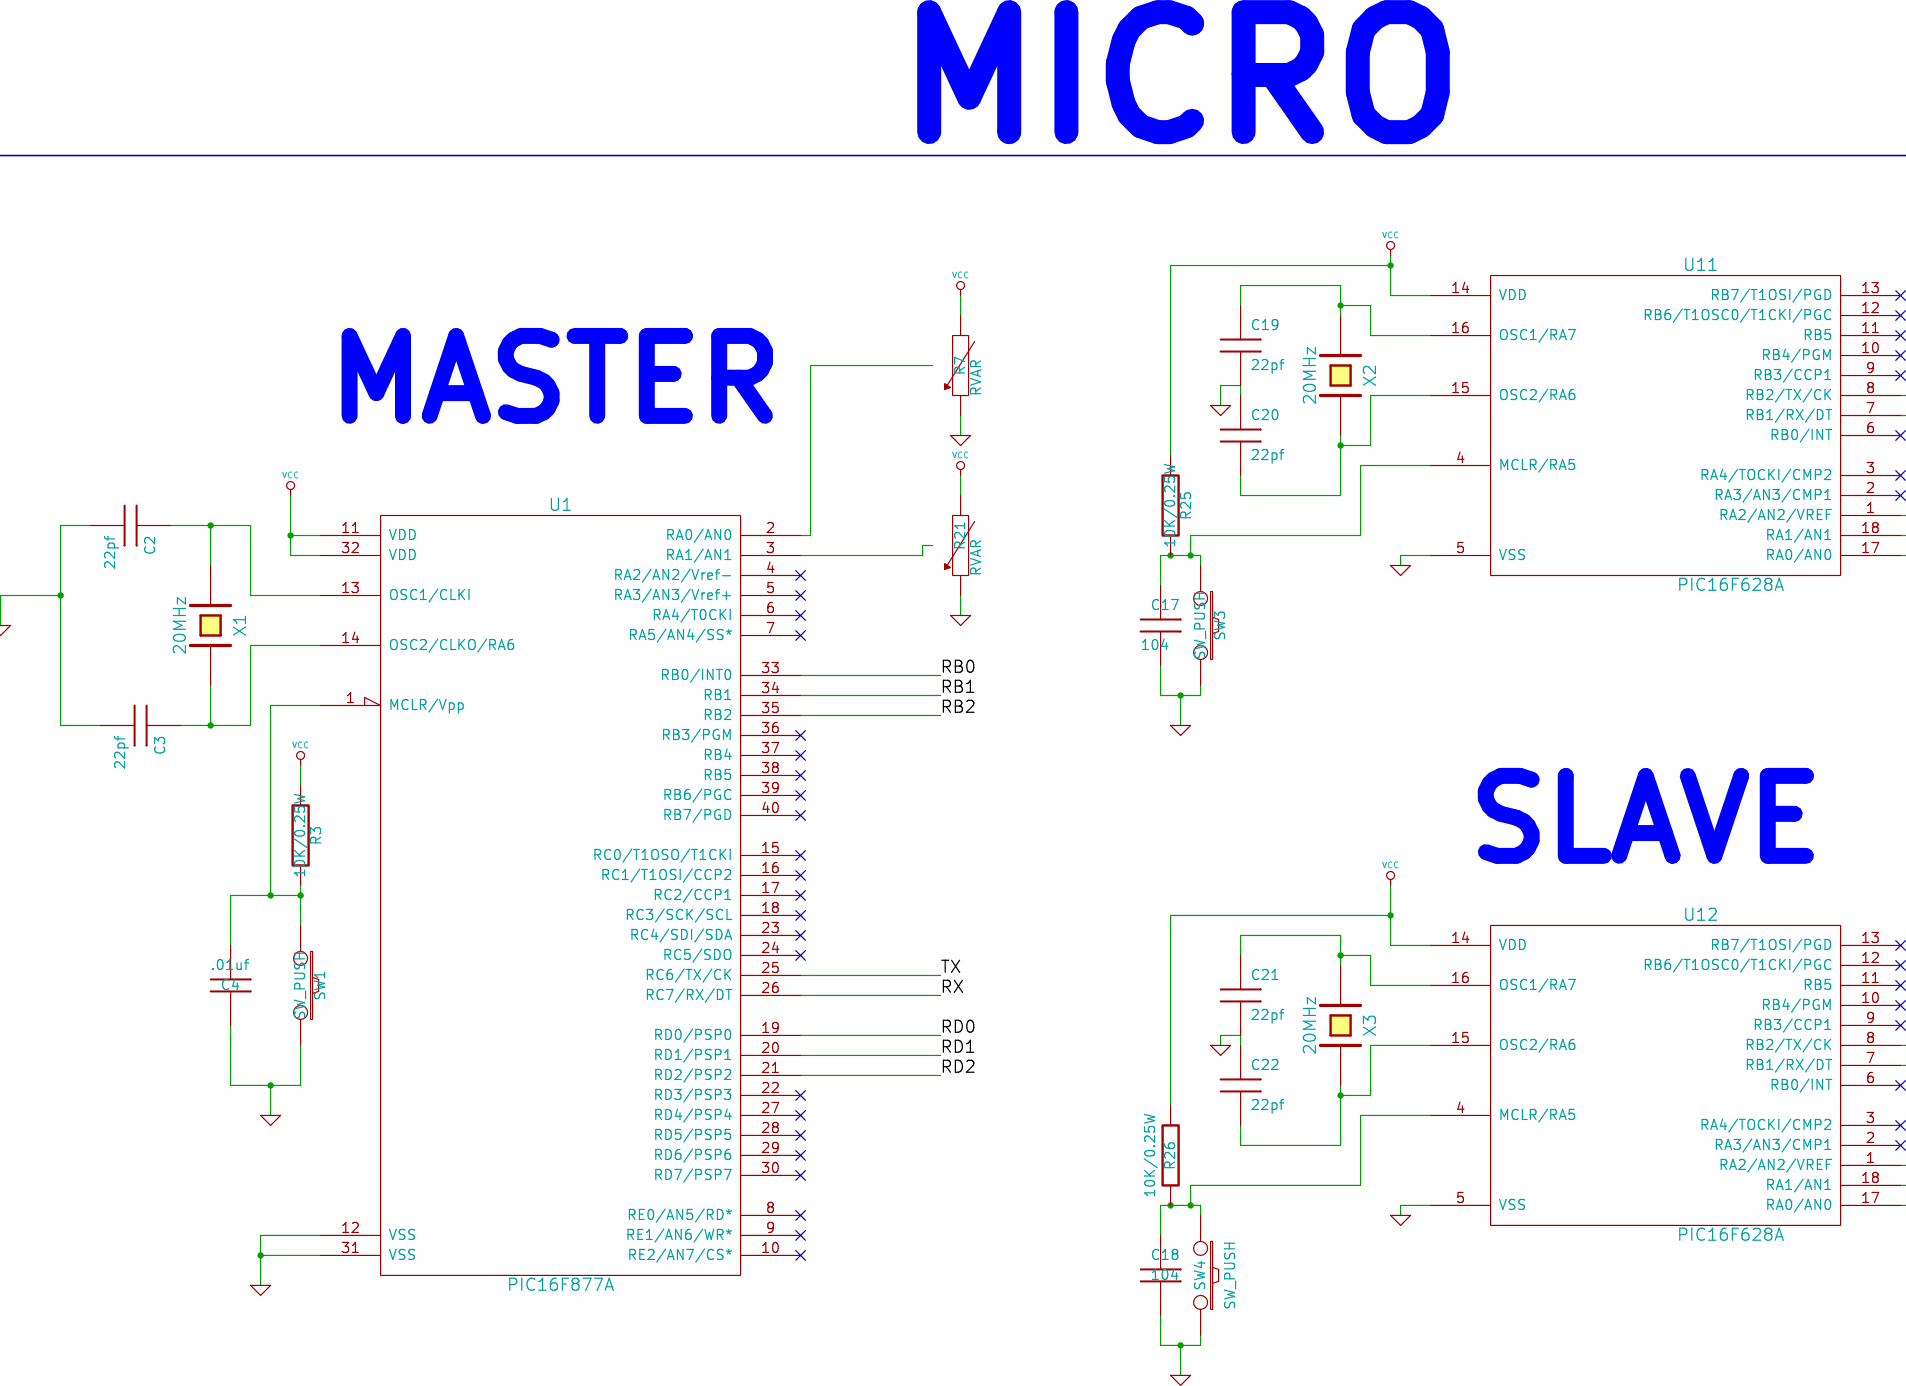 MICRO
MASTER
VCC
22pf
C2
20MHz
X1
22pf
C3
VCC
10K/0.25W
R3
.01uf
C4
SW_PUSH
SW1
U1
11 VDD
32 VDD
13 OSC1/CLKI
14 OSC2/CLKO/RA6
1 MCLR/Vpp
12 VSS
31 VSS
RA0/AN0 2
RA1/AN1 3
RA2/AN2/Vref- 4
RA3/AN3/Vref+ 5
RA4/T0CKI 6
RA5/AN4/SS* 7
RB0/INT0 33 RB0
RB1 34 RB1
RB2 35 RB2
RB3/PGM 36
RB4 37
RB5 38
RB6/PGC 39
RB7/PGD 40
RC0/T1OSO/T1CKI 15
RC1/T1OSI/CCP2 16
RC2/CCP1 17
RC3/SCK/SCL 18
RC4/SDI/SDA 23
RC5/SDO 24
RC6/TX/CK 25 TX
RC7/RX/DT 26 RX
RD0/PSP0 19 RD0
RD1/PSP1 20 RD1
RD2/PSP2 21 RD2
RD3/PSP3 22
RD4/PSP4 27
RD5/PSP5 28
RD6/PSP6 29
RD7/PSP7 30
RE0/AN5/RD* 8
RE1/AN6/WR* 9
RE2/AN7/CS* 10
PIC16F877A
VCC
R7
RVAR
VCC
R21
RVAR
VCC
C19
22pf
C20
22pf
20MHz
X2
10K/0.25W
R25
C17
104
SW_PUSH
SW3
U11
14 VDD
16 OSC1/RA7
15 OSC2/RA6
4 MCLR/RA5
5 VSS
RB7/T1OSI/PGD 13
RB6/T1OSC0/T1CKI/PGC 12
RB5 11
RB4/PGM 10
RB3/CCP1 9
RB2/TX/CK 8
RB1/RX/DT 7
RB0/INT 6
RA4/TOCKI/CMP2 3
RA3/AN3/CMP1 2
RA2/AN2/VREF 1
RA1/AN1 18
RA0/AN0 17
PIC16F628A
SLAVE
VCC
C21
22pf
C22
22pf
20MHz
X3
10K/0.25W
R26
C18
104
SW4
SW_PUSH
U12
14 VDD
16 OSC1/RA7
15 OSC2/RA6
4 MCLR/RA5
5 VSS
RB7/T1OSI/PGD 13
RB6/T1OSC0/T1CKI/PGC 12
RB5 11
RB4/PGM 10
RB3/CCP1 9
RB2/TX/CK 8
RB1/RX/DT 7
RB0/INT 6
RA4/TOCKI/CMP2 3
RA3/AN3/CMP1 2
RA2/AN2/VREF 1
RA1/AN1 18
RA0/AN0 17
PIC16F628A